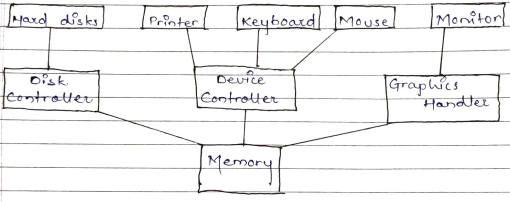 Hard disks
Printer
Keyboard
Mouse
Monitor
Disk
Controller
Device
Controller
Graphics
Handler
Memory